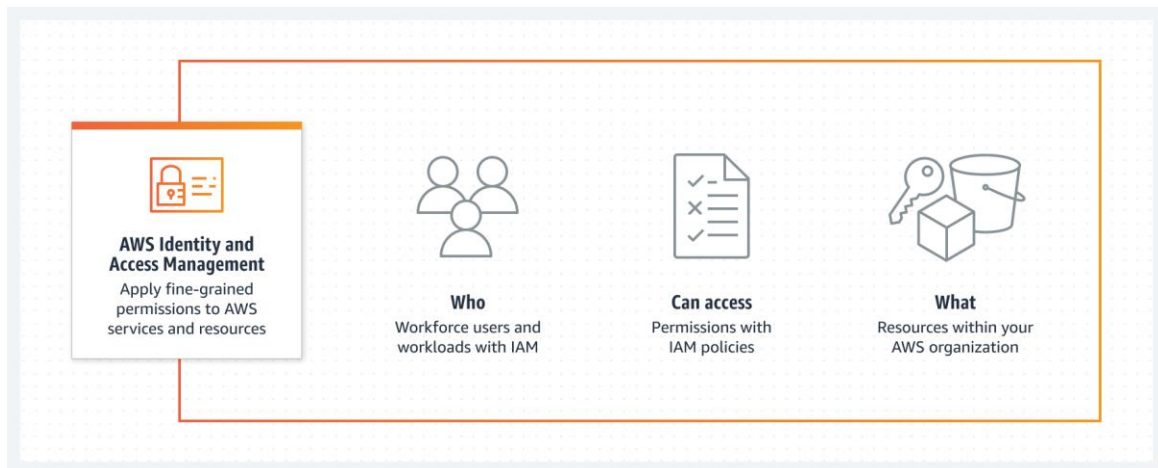 AWS Identity and
Access Management
Apply fine-grained
permissions to AWS
services and resources
Who
Workforce users and
workloads with IAM
Can access
Permissions with
IAM policies
What
Resources within your
AWS organization